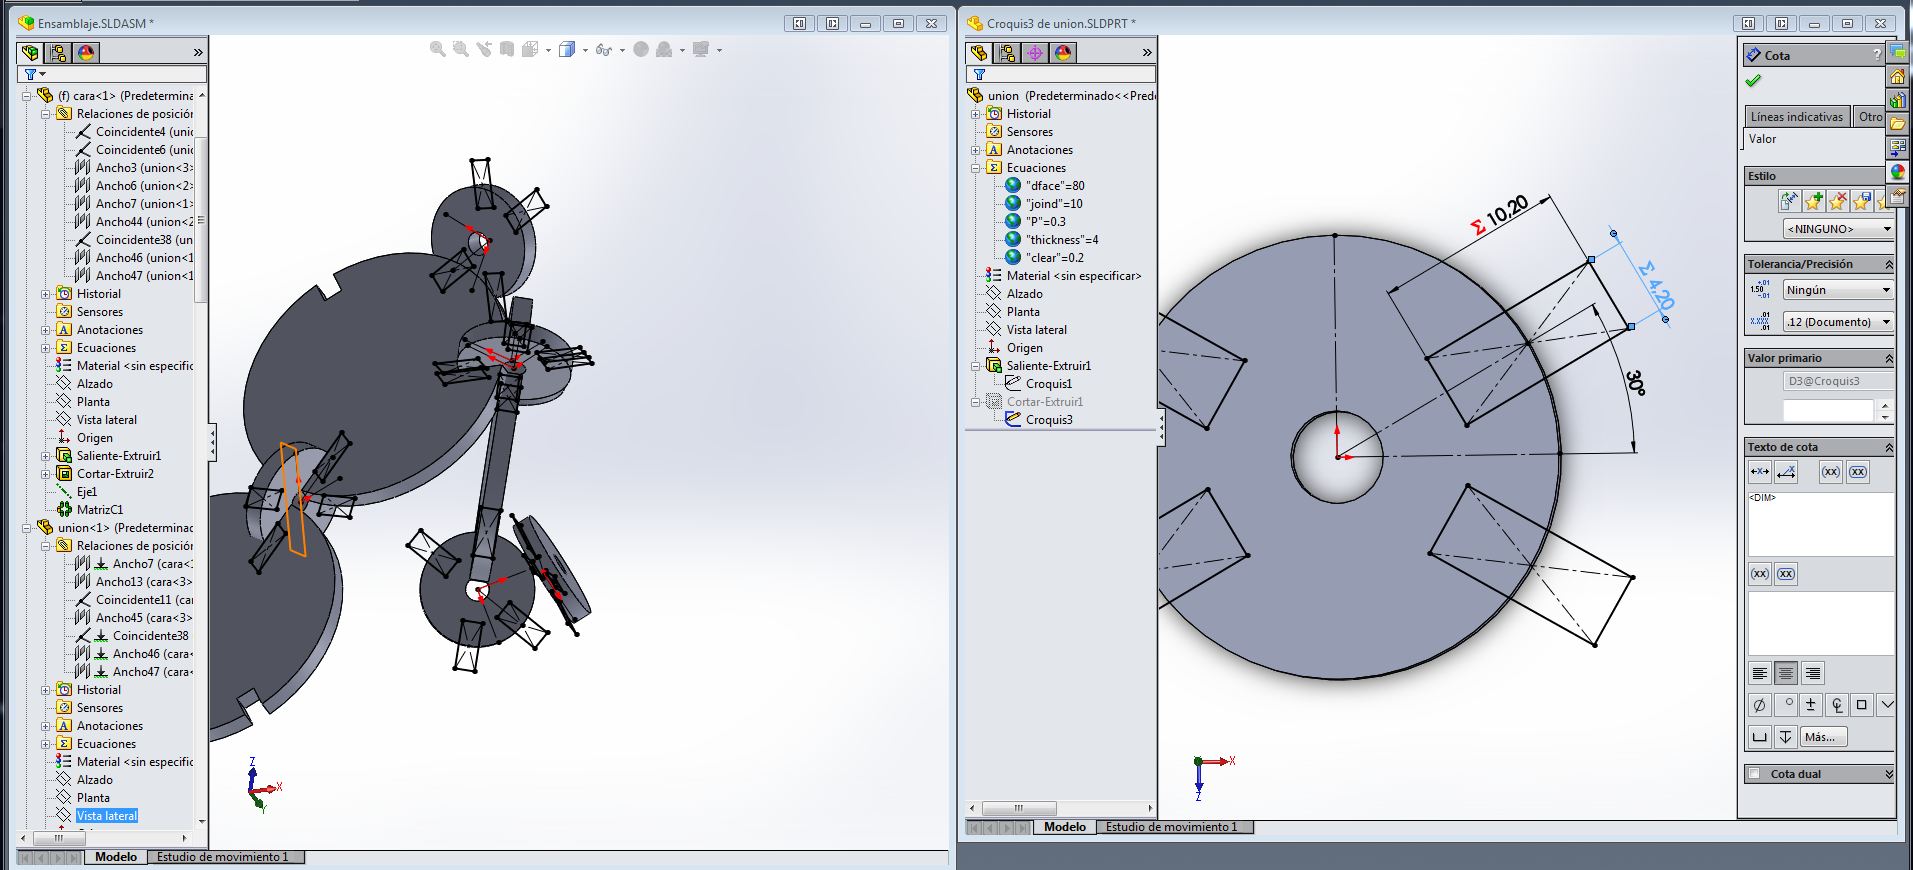 Ensamblaje.SLDASM *
(f) cara<1> (Predetermina
Relaciones de posición
Coincidente4 (unio
Coincidente6 (unio
Ancho3 (union<3>
Ancho6 (union<2>
Ancho7 (union<1>
Ancho44 (union<2
Coincidente38 (un
Ancho46 (union<1
Ancho47 (union<1
Historial
Sensores
Anotaciones
Ecuaciones
Material <sin especific
Alzado
Planta
Vista lateral
Origen
Saliente-Extruir1
Cortar-Extruir2
Eje1
MatrizC1
union<1> (Predeterminad
Relaciones de posición
Ancho7 (cara<1
Ancho13 (cara<3>
Coincidente11 (car
Ancho45 (cara<3>
Coincidente38
Ancho46 (cara<
Ancho47 (cara<
Historial
Sensores
Anotaciones
Ecuaciones
Material <sin especific
Alzado
Planta
Vista lateral
Z
X
Y
Modelo
Estudio de movimiento 1
Croquis3 de union.SLDPRT *
union (Predeterminado<<Prede
Historial
Sensores
Anotaciones
Ecuaciones
"dface"=80
"joind"=10
"P"=0.3
"thickness"=4
"clear"=0.2
Material <sin especificar>
Alzado
Planta
Vista lateral
Origen
Saliente-Extruir1
Croquis1
Cortar-Extruir1
Croquis3
Σ 10,20
Σ 4,20
30°
X
Z
Modelo
Estudio de movimiento 1
Cota
?
Líneas indicativas
Otro
Valor
Estilo
<NINGUNO>
Tolerancia/Precisión
Ningún
.12 (Documento)
Valor primario
D3@Croquis3
Texto de cota
(xx) (xx)
<DIM>
(xx) (xx)
Más...
Cota dual